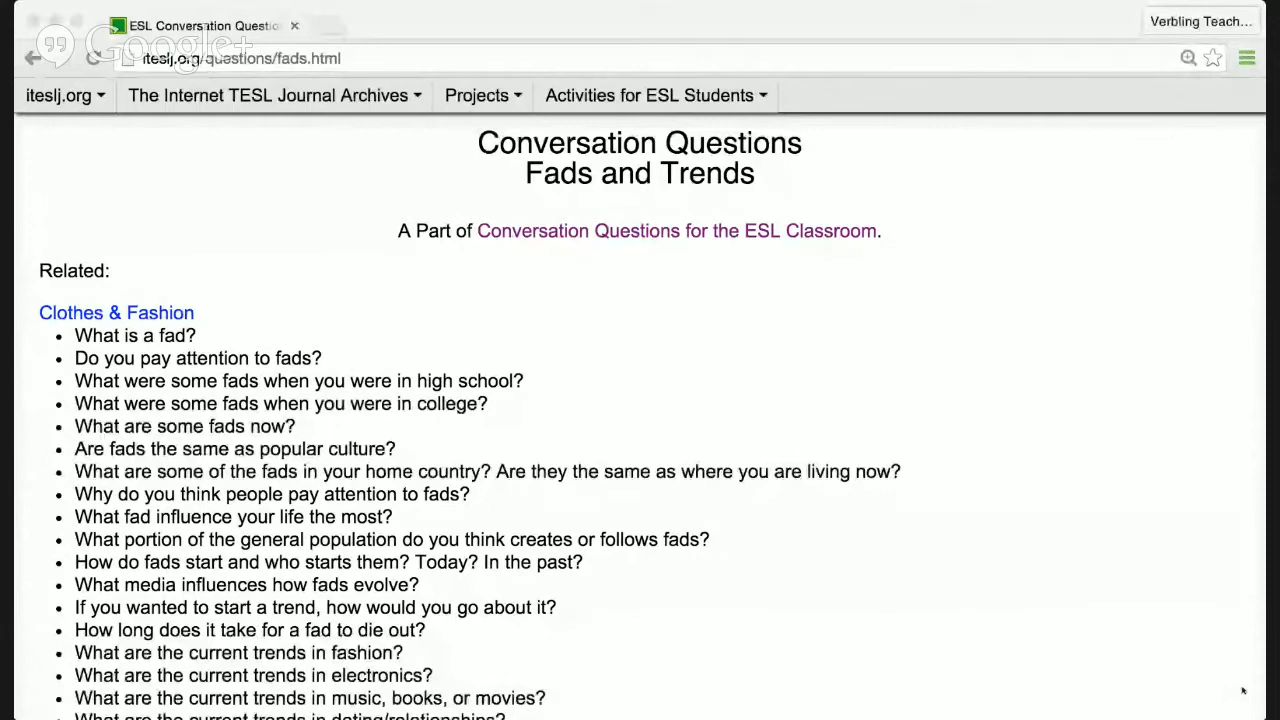 ESL Conversation Questio
Verbling Teach...
Google+
iteslj.org/questions/fads.html
iteslj.org
The Internet TESL Journal Archives
Projects
Activities for ESL Students
Conversation Questions
Fads and Trends
A Part of Conversation Questions for the ESL Classroom.
Related:
Clothes & Fashion
• What is a fad?
• Do you pay attention to fads?
• What were some fads when you were in high school?
• What were some fads when you were in college?
• What are some fads now?
• Are fads the same as popular culture?
• What are some of the fads in your home country? Are they the same as where you are living now?
• Why do you think people pay attention to fads?
• What fad influence your life the most?
• What portion of the general population do you think creates or follows fads?
• How do fads start and who starts them? Today? In the past?
• What media influences how fads evolve?
• If you wanted to start a trend, how would you go about it?
• How long does it take for a fad to die out?
• What are the current trends in fashion?
• What are the current trends in electronics?
• What are the current trends in music, books, or movies?
• What are the current trends in dating/relationships?